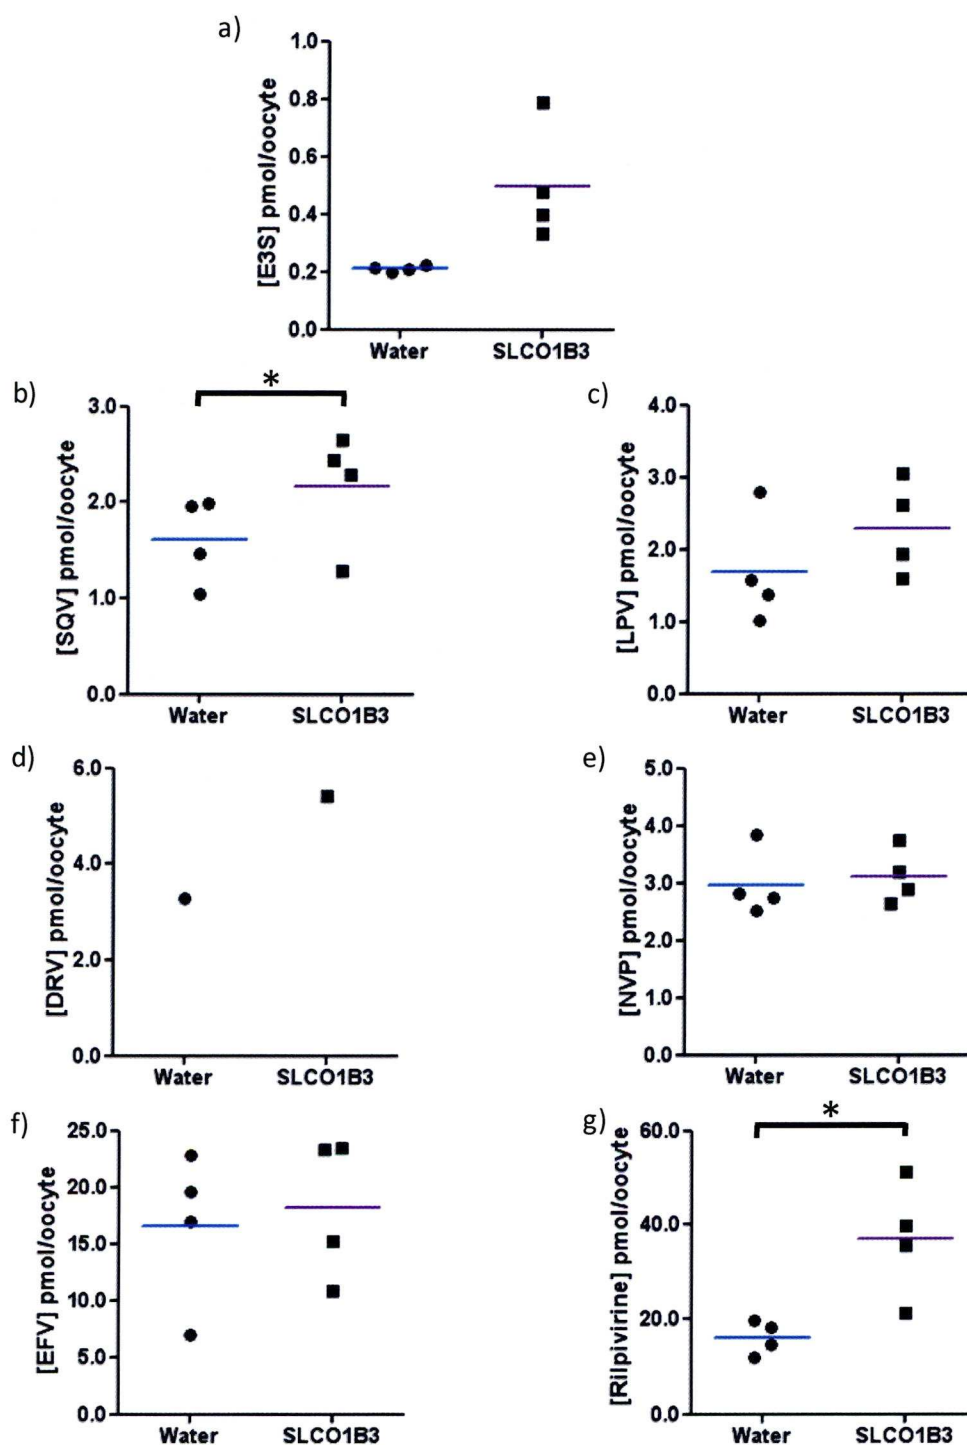 a)
[E3S] pmol/oocyte
1.0
0.8
0.6
0.4
0.2
0.0
Water SLCO1B3
b)
*
[SQV] pmol/oocyte
3.0
2.0
1.0
0.0
Water SLCO1B3
c)
[LPV] pmol/oocyte
4.0
3.0
2.0
1.0
0.0
Water SLCO1B3
d)
[DRV] pmol/oocyte
6.0
4.0
2.0
0.0
Water SLCO1B3
e)
[NVP] pmol/oocyte
5.0
4.0
3.0
2.0
1.0
0.0
Water SLCO1B3
f)
[EFV] pmol/oocyte
25.0
20.0
15.0
10.0
5.0
0.0
Water SLCO1B3
g)
*
[Rilpivirine] pmol/oocyte
60.0
40.0
20.0
0.0
Water SLCO1B3